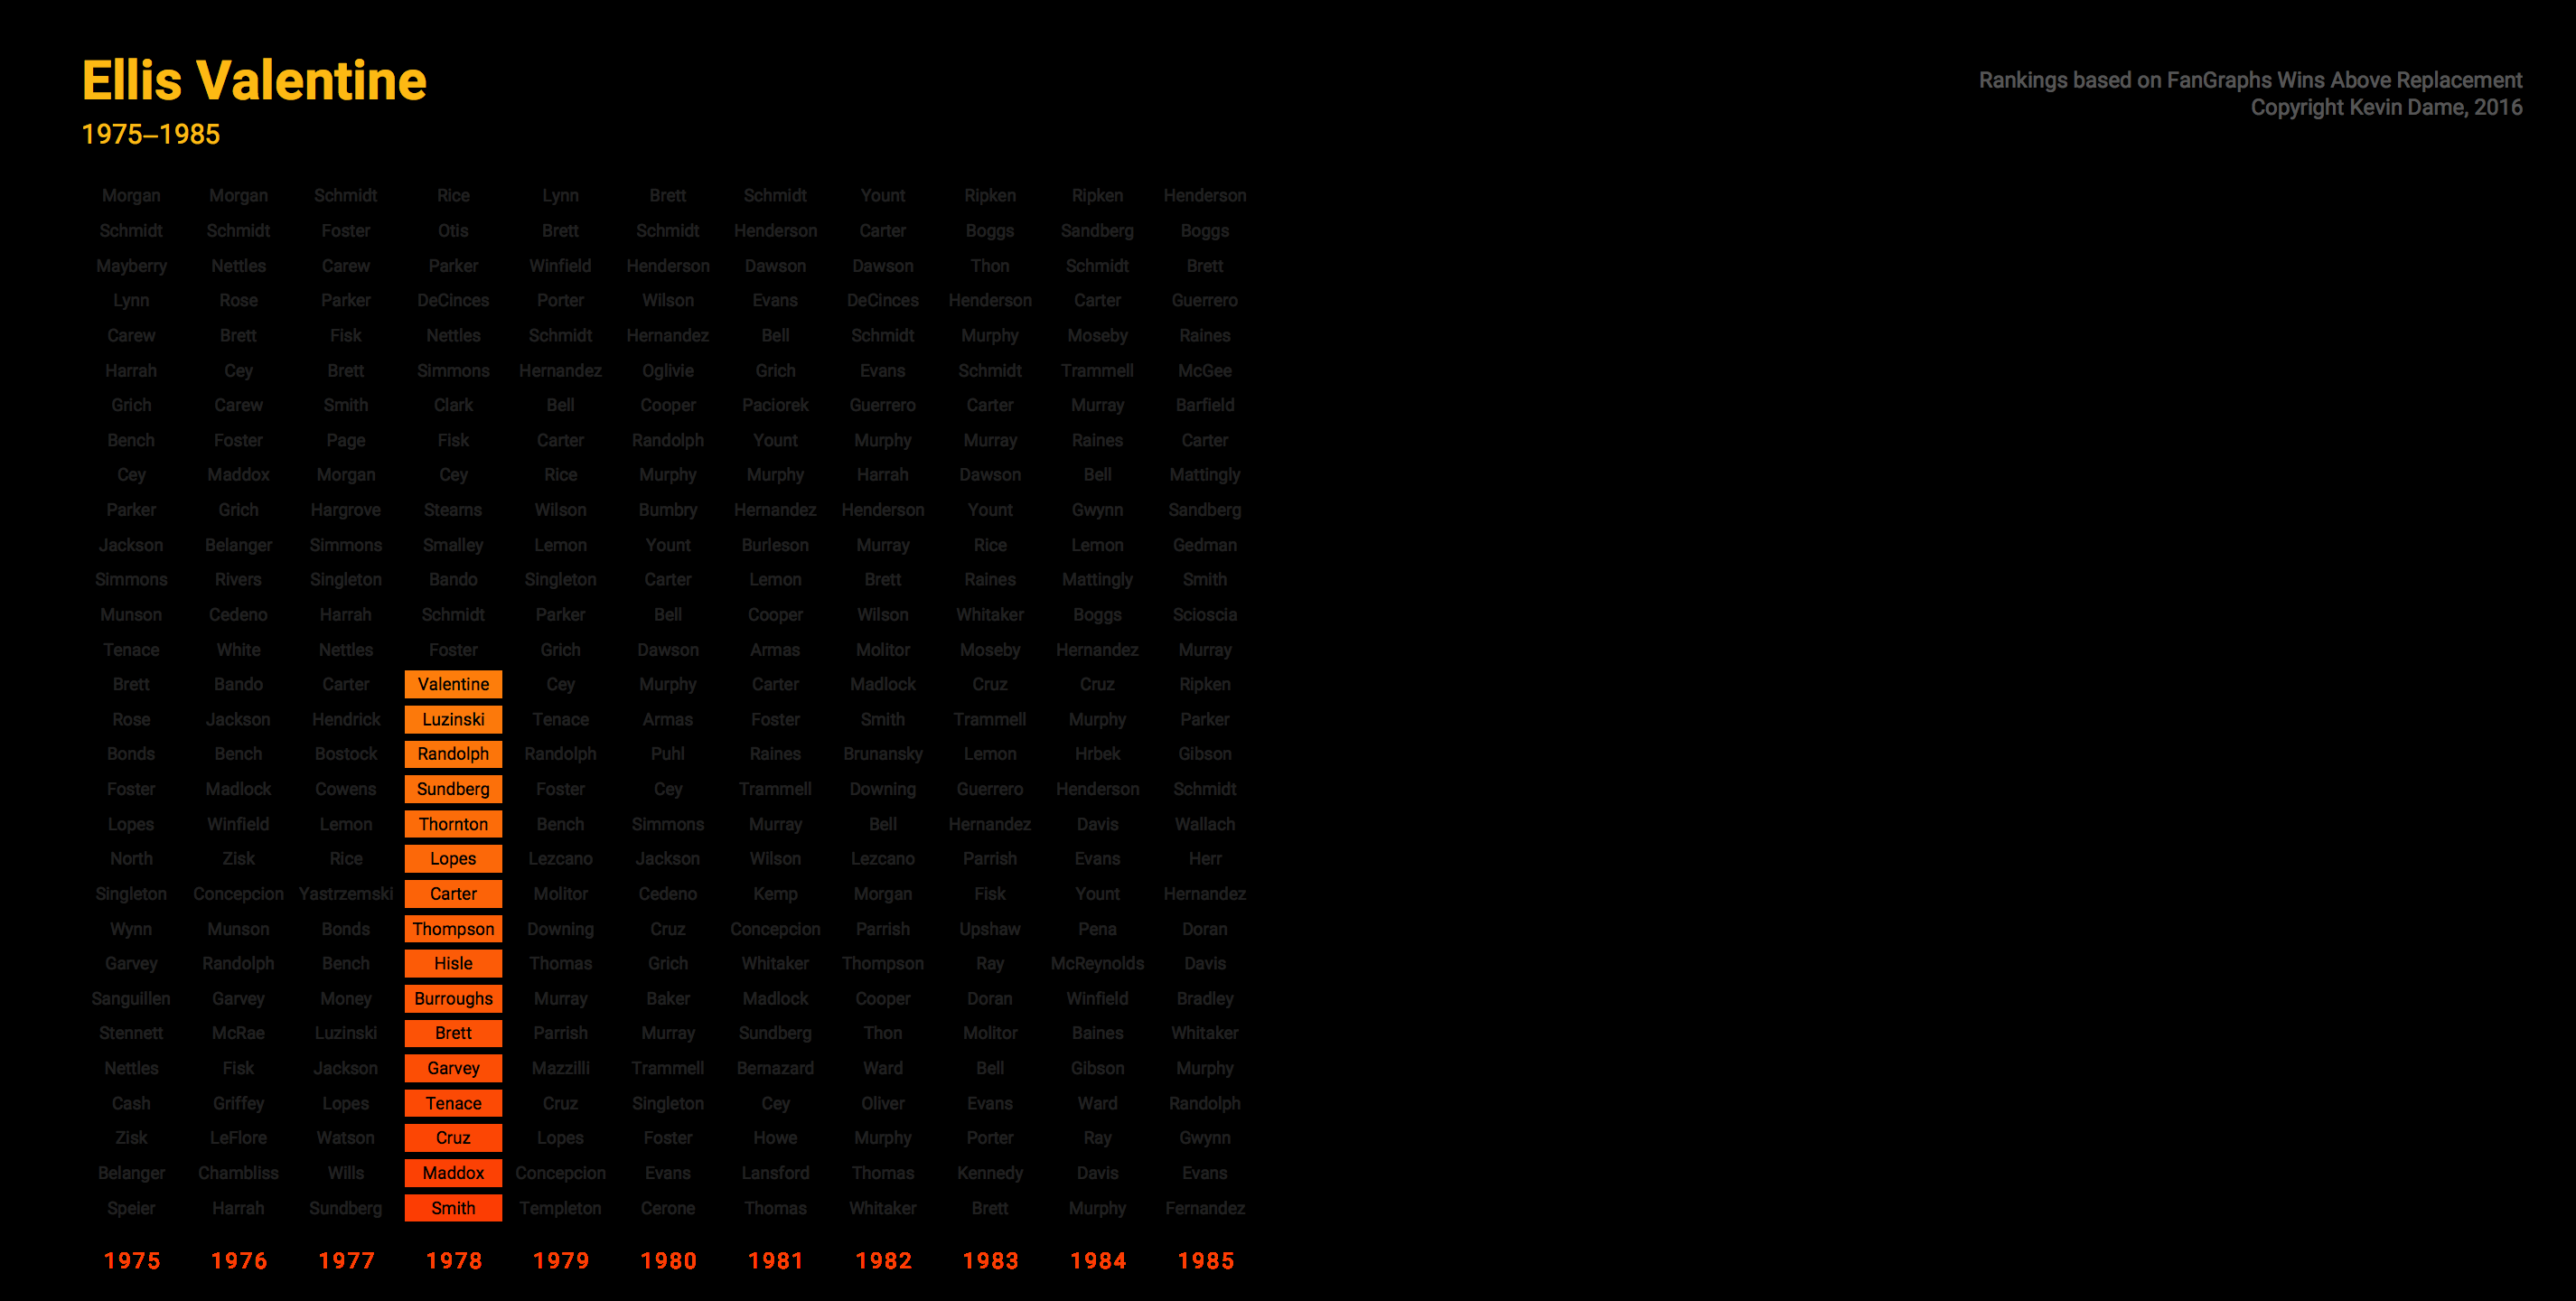 Ellis Valentine
1975–1985
Rankings based on FanGraphs Wins Above Replacement
Copyright Kevin Dame, 2016
Morgan Morgan Schmidt Rice Lynn Brett Schmidt Yount Ripken Ripken Henderson
Schmidt Schmidt Foster Otis Brett Schmidt Henderson Carter Boggs Sandberg Boggs
Mayberry Nettles Carew Parker Winfield Henderson Dawson Dawson Thon Schmidt Brett
Lynn Rose Parker DeCinces Porter Wilson Evans DeCinces Henderson Carter Guerrero
Carew Brett Fisk Nettles Schmidt Hernandez Bell Schmidt Murphy Moseby Raines
Harrah Cey Brett Simmons Hernandez Oglivie Grich Evans Schmidt Trammell McGee
Grich Carew Smith Clark Bell Cooper Paciorek Guerrero Carter Murray Barfield
Bench Foster Page Fisk Carter Randolph Yount Murphy Murray Raines Carter
Cey Maddox Morgan Cey Rice Murphy Murphy Harrah Dawson Bell Mattingly
Parker Grich Hargrove Stearns Wilson Bumbry Hernandez Henderson Yount Gwynn Sandberg
Jackson Belanger Simmons Smalley Lemon Yount Burleson Murray Rice Lemon Gedman
Simmons Rivers Singleton Bando Singleton Carter Lemon Brett Raines Mattingly Smith
Munson Cedeno Harrah Schmidt Parker Bell Cooper Wilson Whitaker Boggs Scioscia
Tenace White Nettles Foster Grich Dawson Armas Molitor Moseby Hernandez Murray
Brett Bando Carter Valentine Cey Murphy Carter Madlock Cruz Cruz Ripken
Rose Jackson Hendrick Luzinski Tenace Armas Foster Smith Trammell Murphy Parker
Bonds Bench Bostock Randolph Randolph Puhl Raines Brunansky Lemon Hrbek Gibson
Foster Madlock Cowens Sundberg Foster Cey Trammell Downing Guerrero Henderson Schmidt
Lopes Winfield Lemon Thornton Bench Simmons Murray Bell Hernandez Davis Wallach
North Zisk Rice Lopes Lezcano Jackson Wilson Lezcano Parrish Evans Herr
Singleton Concepcion Yastrzemski Carter Molitor Cedeno Kemp Morgan Fisk Yount Hernandez
Wynn Munson Bonds Thompson Downing Cruz Concepcion Parrish Upshaw Pena Doran
Garvey Randolph Bench Hisle Thomas Grich Whitaker Thompson Ray McReynolds Davis
Sanguillen Garvey Money Burroughs Murray Baker Madlock Cooper Doran Winfield Bradley
Stennett McRae Luzinski Brett Parrish Murray Sundberg Thon Molitor Baines Whitaker
Nettles Fisk Jackson Garvey Mazzilli Trammell Bernazard Ward Bell Gibson Murphy
Cash Griffey Lopes Tenace Cruz Singleton Cey Oliver Evans Ward Randolph
Zisk LeFlore Watson Cruz Lopes Foster Howe Murphy Porter Ray Gwynn
Belanger Chambliss Wills Maddox Concepcion Evans Lansford Thomas Kennedy Davis Evans
Speier Harrah Sundberg Smith Templeton Cerone Thomas Whitaker Brett Murphy Fernandez
1975 1976 1977 1978 1979 1980 1981 1982 1983 1984 1985